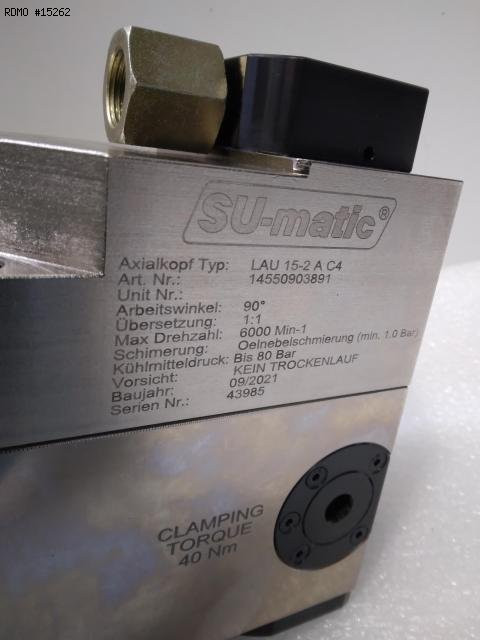 RDMO #15262
SU-matic®
Axialkopf Typ: LAU 15-2 A C4
Art. Nr.: 14550903891
Unit Nr.:
Arbeitswinkel: 90°
Übersetzung: 1:1
Max Drehzahl: 6000 Min-1
Schimerung: Oelnebelschmierung (min. 1.0 Bar)
Kühlmitteldruck: Bis 80 Bar
Vorsicht: KEIN TROCKENLAUF
Baujahr: 09/2021
Serien Nr.: 43985
CLAMPING
TORQUE
40 Nm